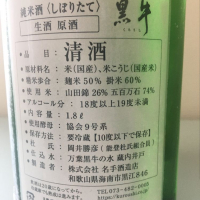 純米酒〈しぼりたて〉
生酒 原酒
黒牛
品目：清酒
原材料名：米(国産)、米こうじ(国産米)
精米歩合：麹米50% 掛米60%
使用米：山田錦26% 五百万石74%
アルコール分：18度以上19度未満
内容量：1.8ℓ
使用酵母：協会9号系
保存方法：要冷蔵(10度以下で保存)
杜氏：岡井勝彦(能登杜氏組合員)
仕込水：万葉黒牛の水 蔵内井戸
製造者：株式会社 名手酒造店
和歌山県海南市黒江846